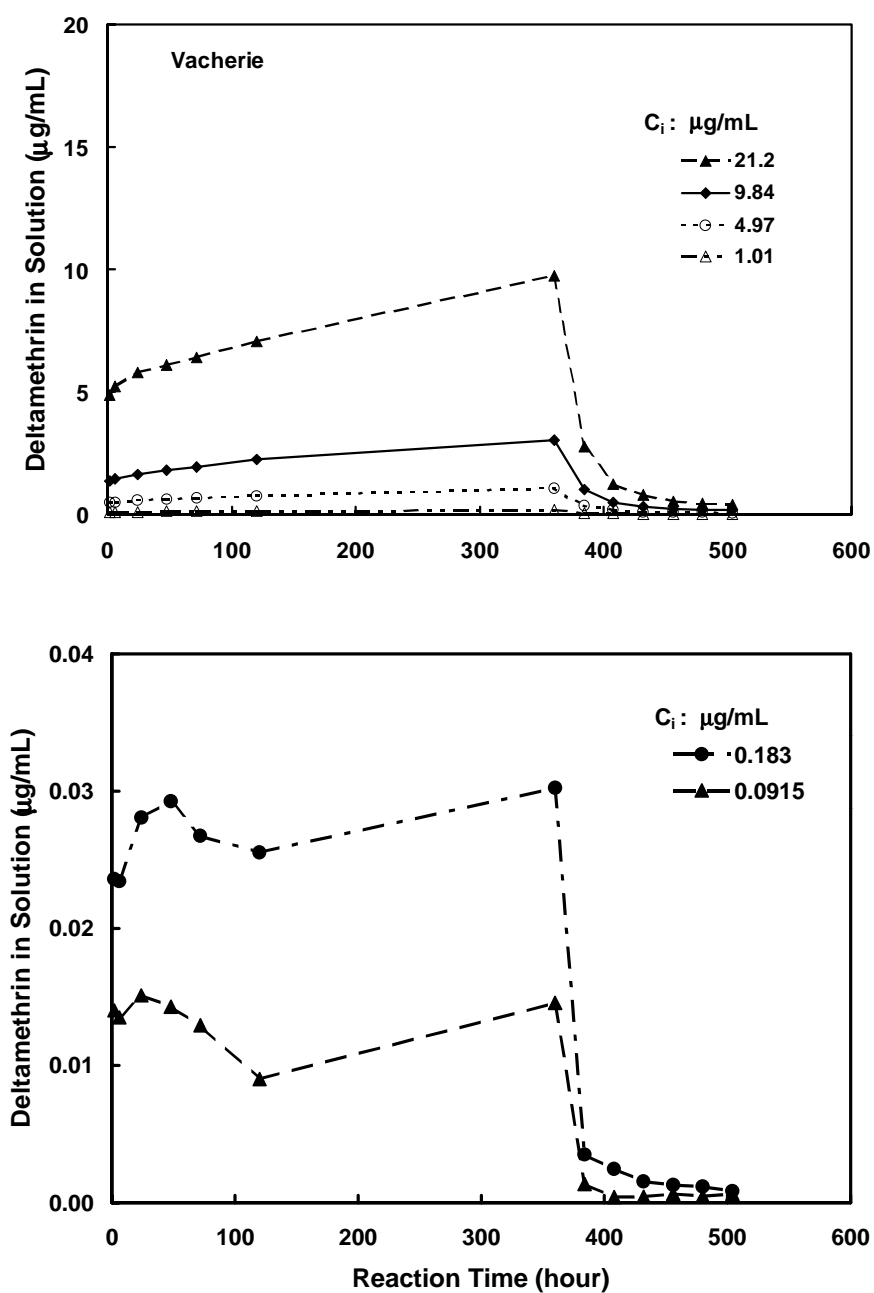 20
Vacherie
Cᵢ : μg/mL
15
21.2
9.84
4.97
1.01
10
5
0
0 100 200 300 400 500 600
Deltamethrin in Solution (μg/mL)
0.04
Cᵢ : μg/mL
0.183
0.0915
0.03
0.02
0.01
0.00
0 100 200 300 400 500 600
Deltamethrin in Solution (μg/mL)
Reaction Time (hour)